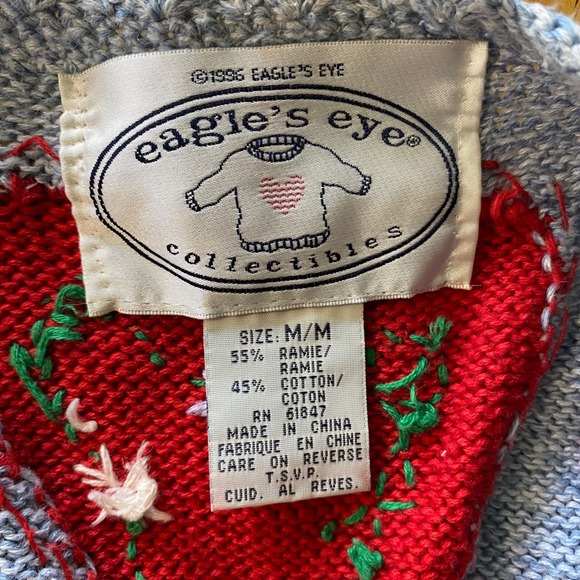 ©1996 EAGLE'S EYE
eagle's eye®
collectibles
SIZE: M/M
55% RAMIE/
RAMIE
45% COTTON/
COTON
RN 61847
MADE IN CHINA
FABRIQUE EN CHINE
CARE ON REVERSE
T.S.V.P.
CUID. AL REVES.